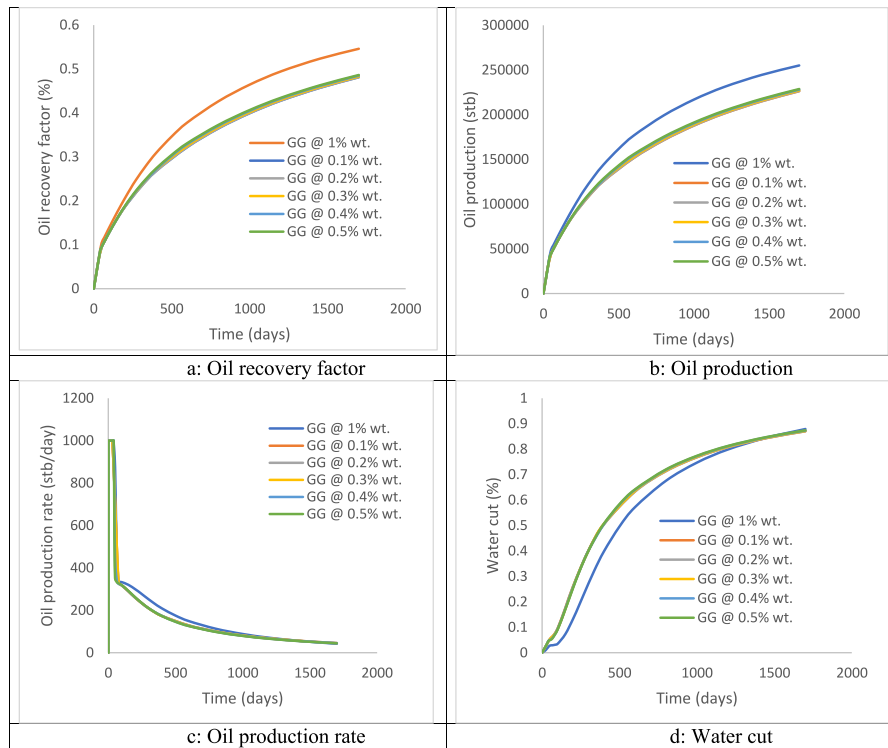 0.6
0.5
0.4
0.3
0.2
0.1
0
Oil recovery factor (%)
GG @ 1% wt.
GG @ 0.1% wt.
GG @ 0.2% wt.
GG @ 0.3% wt.
GG @ 0.4% wt.
GG @ 0.5% wt.
0 500 1000 1500 2000
Time (days)
a: Oil recovery factor
300000
250000
200000
150000
100000
50000
0
Oil production (stb)
GG @ 1% wt.
GG @ 0.1% wt.
GG @ 0.2% wt.
GG @ 0.3% wt.
GG @ 0.4% wt.
GG @ 0.5% wt.
0 500 1000 1500 2000
Time (days)
b: Oil production
1200
1000
800
600
400
200
0
Oil production rate (stb/day)
GG @ 1% wt.
GG @ 0.1% wt.
GG @ 0.2% wt.
GG @ 0.3% wt.
GG @ 0.4% wt.
GG @ 0.5% wt.
0 500 1000 1500 2000
Time (days)
c: Oil production rate
1
0.9
0.8
0.7
0.6
0.5
0.4
0.3
0.2
0.1
0
Water cut (%)
GG @ 1% wt.
GG @ 0.1% wt.
GG @ 0.2% wt.
GG @ 0.3% wt.
GG @ 0.4% wt.
GG @ 0.5% wt.
0 500 1000 1500 2000
Time (days)
d: Water cut